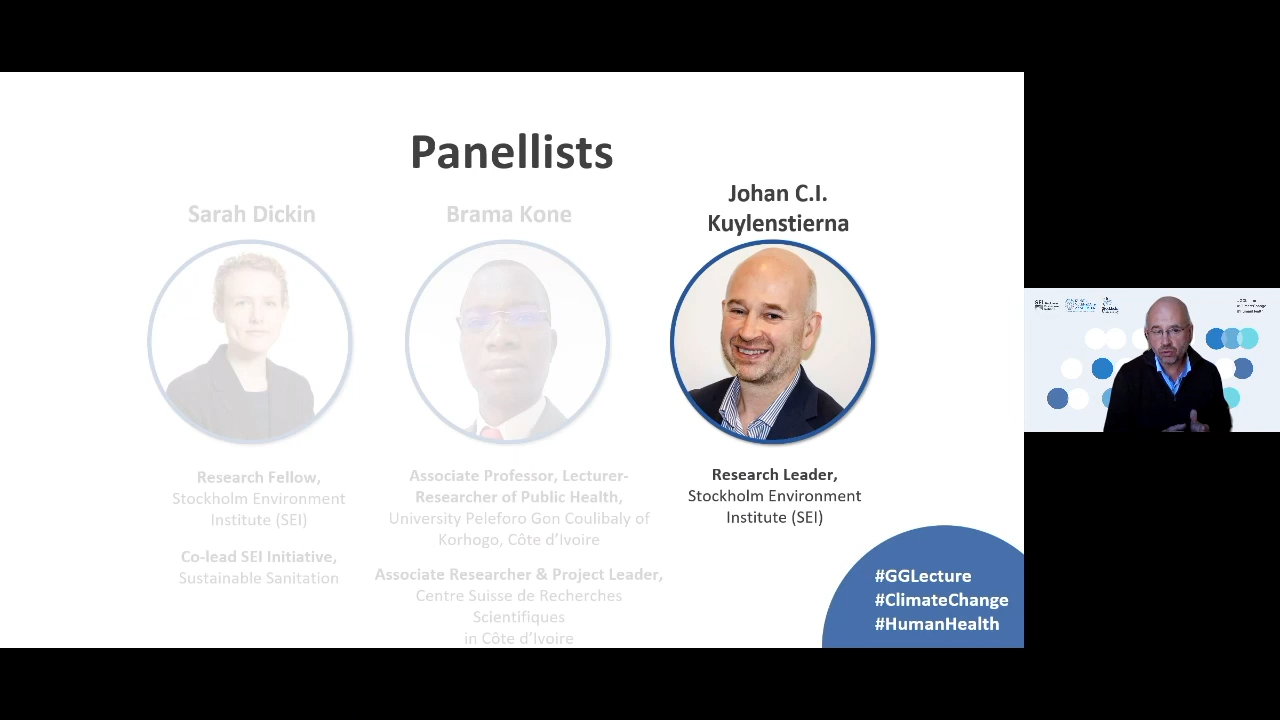 Panellists
Sarah Dickin
Research Fellow,
Stockholm Environment
Institute (SEI)
Co-lead SEI Initiative,
Sustainable Sanitation
Brama Kone
Associate Professor, Lecturer-
Researcher of Public Health,
University Peleforo Gon Coulibaly of
Korhogo, Côte d’Ivoire
Associate Researcher & Project Leader,
Centre Suisse de Recherches
Scientifiques
in Côte d’Ivoire
Johan C.I.
Kuylenstierna
Research Leader,
Stockholm Environment
Institute (SEI)
#GGLecture
#ClimateChange
#HumanHealth
SEI